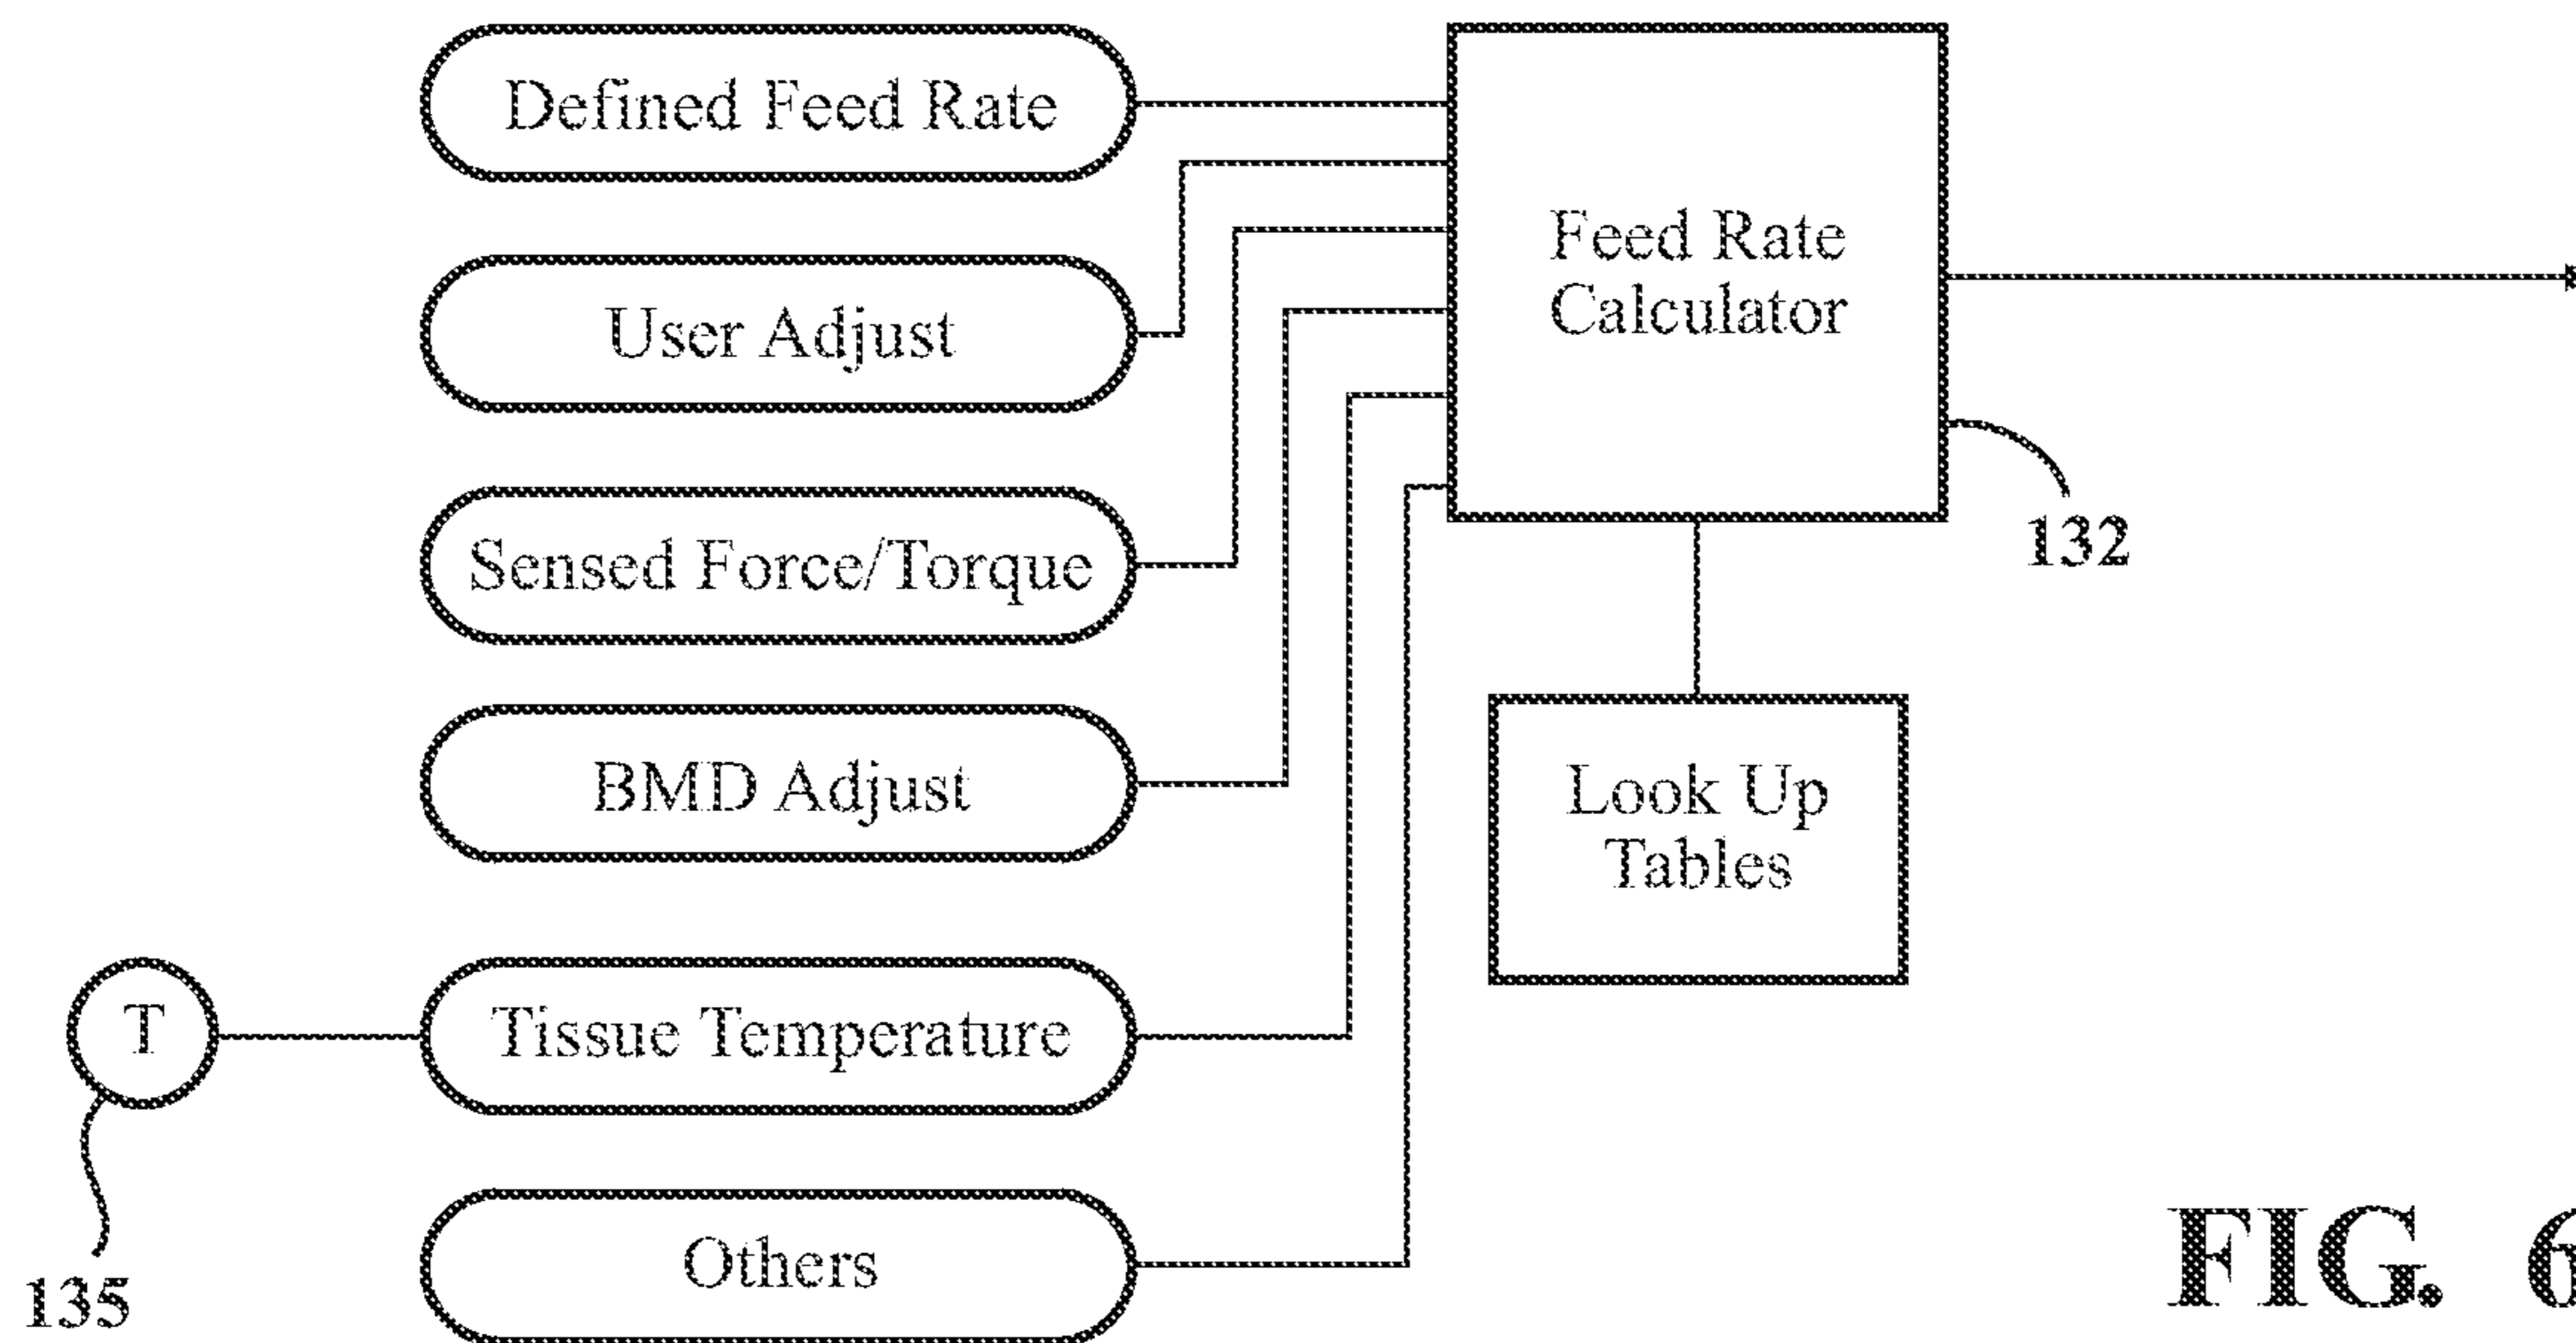 Defined Feed Rate
User Adjust
Sensed Force/Torque
BMD Adjust
T
Tissue Temperature
Others
135
Feed Rate
Calculator
132
Look Up
Tables
FIG. 6